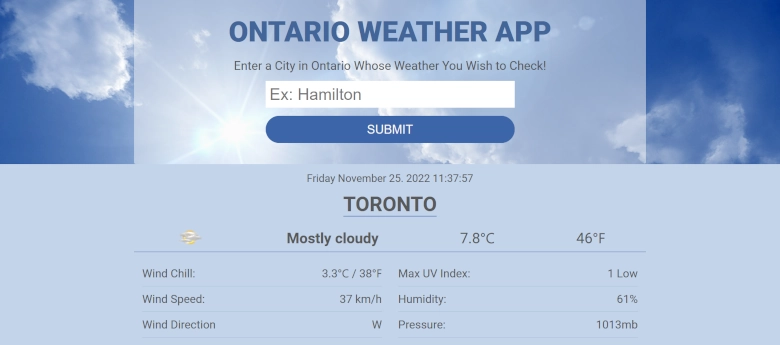 ONTARIO WEATHER APP
Enter a City in Ontario Whose Weather You Wish to Check!
Ex: Hamilton
SUBMIT
Friday November 25. 2022 11:37:57
TORONTO
Mostly cloudy 7.8°C 46°F
Wind Chill: 3.3°C / 38°F Max UV Index: 1 Low
Wind Speed: 37 km/h Humidity: 61%
Wind Direction W Pressure: 1013mb